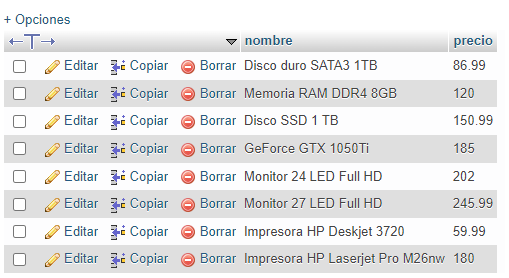 + Opciones
nombre precio
Editar Copiar Borrar Disco duro SATA3 1TB 86.99
Editar Copiar Borrar Memoria RAM DDR4 8GB 120
Editar Copiar Borrar Disco SSD 1 TB 150.99
Editar Copiar Borrar GeForce GTX 1050Ti 185
Editar Copiar Borrar Monitor 24 LED Full HD 202
Editar Copiar Borrar Monitor 27 LED Full HD 245.99
Editar Copiar Borrar Impresora HP Deskjet 3720 59.99
Editar Copiar Borrar Impresora HP Laserjet Pro M26nw 180